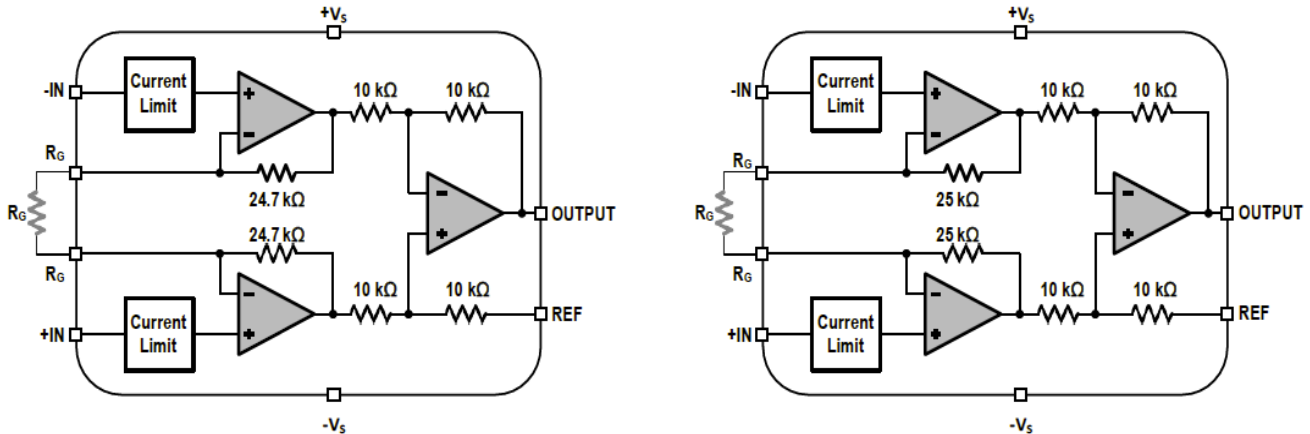 +VS
-IN
Current
Limit
10 kΩ
10 kΩ
RG
24.7 kΩ
RG
OUTPUT
24.7 kΩ
RG
10 kΩ
10 kΩ
REF
+IN
Current
Limit
-VS
+VS
-IN
Current
Limit
10 kΩ
10 kΩ
RG
25 kΩ
RG
OUTPUT
25 kΩ
RG
10 kΩ
10 kΩ
REF
+IN
Current
Limit
-VS